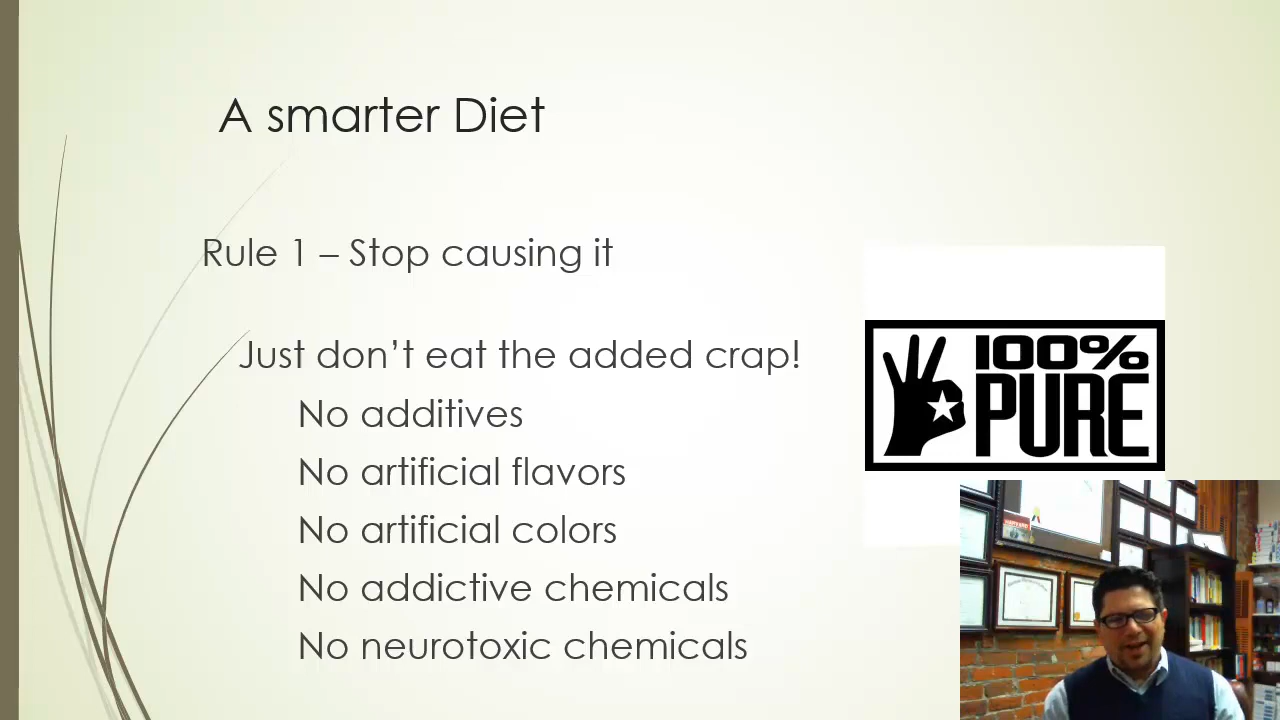 A smarter Diet
Rule 1 – Stop causing it
Just don’t eat the added crap!
No additives
No artificial flavors
No artificial colors
No addictive chemicals
No neurotoxic chemicals
100%
PURE
HARVARD